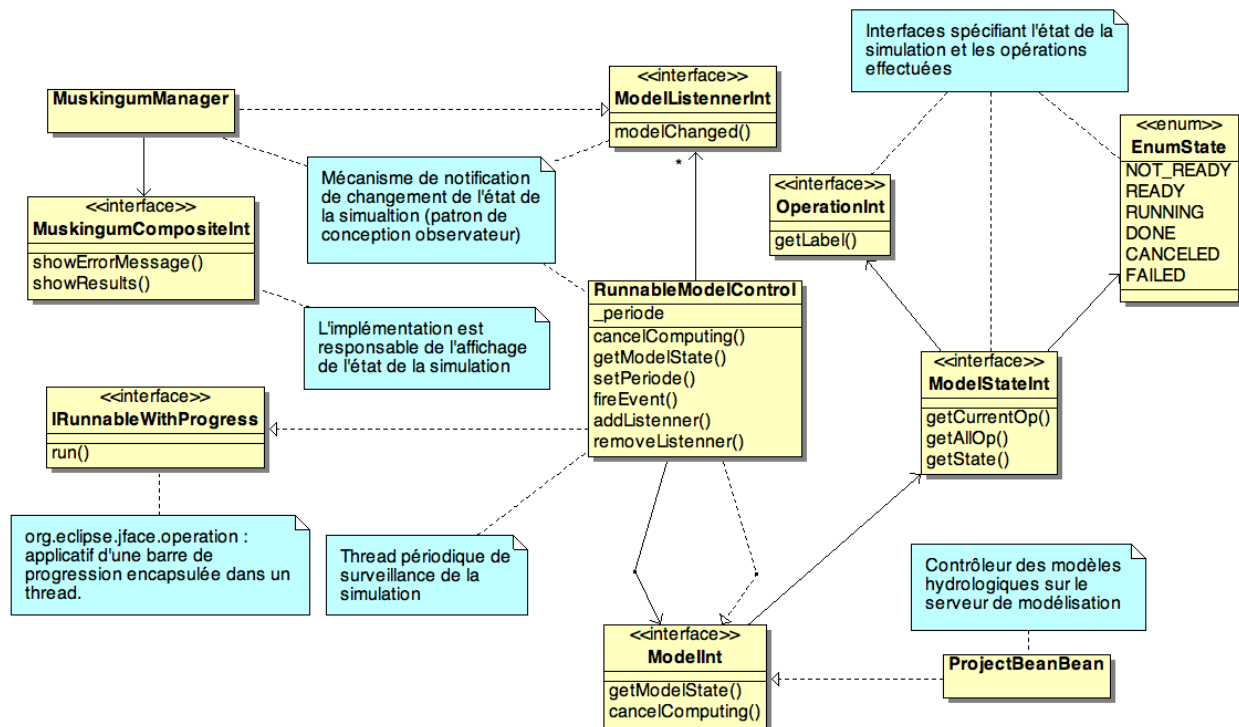 Interfaces spécifiant l'état de la
simulation et les opérations
effectuées
MuskingumManager
<<interface>>
ModelListennerInt
modelChanged()
*
<<enum>>
EnumState
NOT_READY
READY
RUNNING
DONE
CANCELED
FAILED
Mécanisme de notification
de changement de l'état de
la simualtion (patron de
conception observateur)
<<interface>>
OperationInt
getLabel()
<<interface>>
MuskingumCompositeInt
showErrorMessage()
showResults()
RunnableModelControl
_periode
cancelComputing()
getModelState()
setPeriode()
fireEvent()
addListenner()
removeListenner()
L'implémentation est
responsable de l'affichage
de l'état de la simulation
<<interface>>
ModelStateInt
getCurrentOp()
getAllOp()
getState()
<<interface>>
IRunnableWithProgress
run()
org.eclipse.jface.operation :
applicatif d'une barre de
progression encapsulée dans un
thread.
Thread périodique de
surveillance de la
simulation
Contrôleur des modèles
hydrologiques sur le
serveur de modélisation
<<interface>>
ModelInt
getModelState()
cancelComputing()
ProjectBeanBean